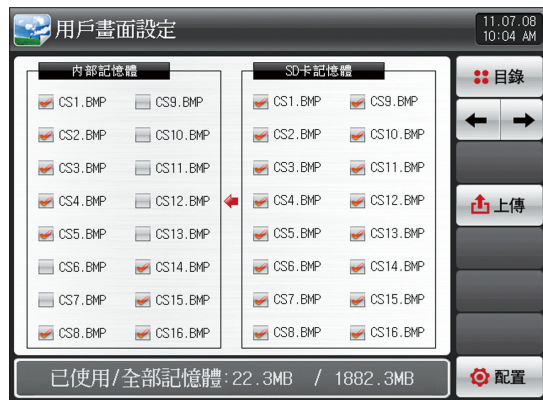 用戶畫面設定
11.07.08
10:04 AM
內部記憶體
CS1.BMP CS9.BMP
CS2.BMP CS10.BMP
CS3.BMP CS11.BMP
CS4.BMP CS12.BMP
CS5.BMP CS13.BMP
CS6.BMP CS14.BMP
CS7.BMP CS15.BMP
CS8.BMP CS16.BMP
SD卡記憶體
CS1.BMP CS9.BMP
CS2.BMP CS10.BMP
CS3.BMP CS11.BMP
CS4.BMP CS12.BMP
CS5.BMP CS13.BMP
CS6.BMP CS14.BMP
CS7.BMP CS15.BMP
CS8.BMP CS16.BMP
目錄
上傳
配置
已使用/全部記憶體:22.3MB / 1882.3MB